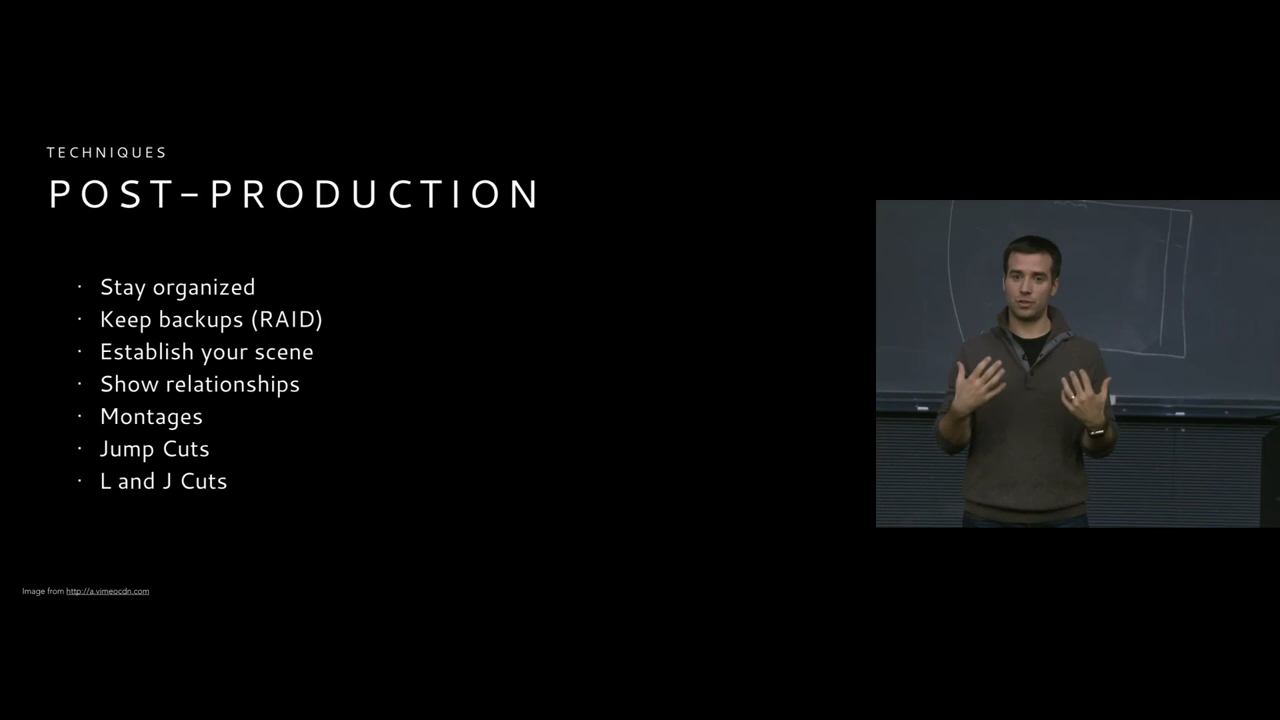 TECHNIQUES
POST-PRODUCTION
· Stay organized
· Keep backups (RAID)
· Establish your scene
· Show relationships
· Montages
· Jump Cuts
· L and J Cuts
Image from http://a.vimeocdn.com